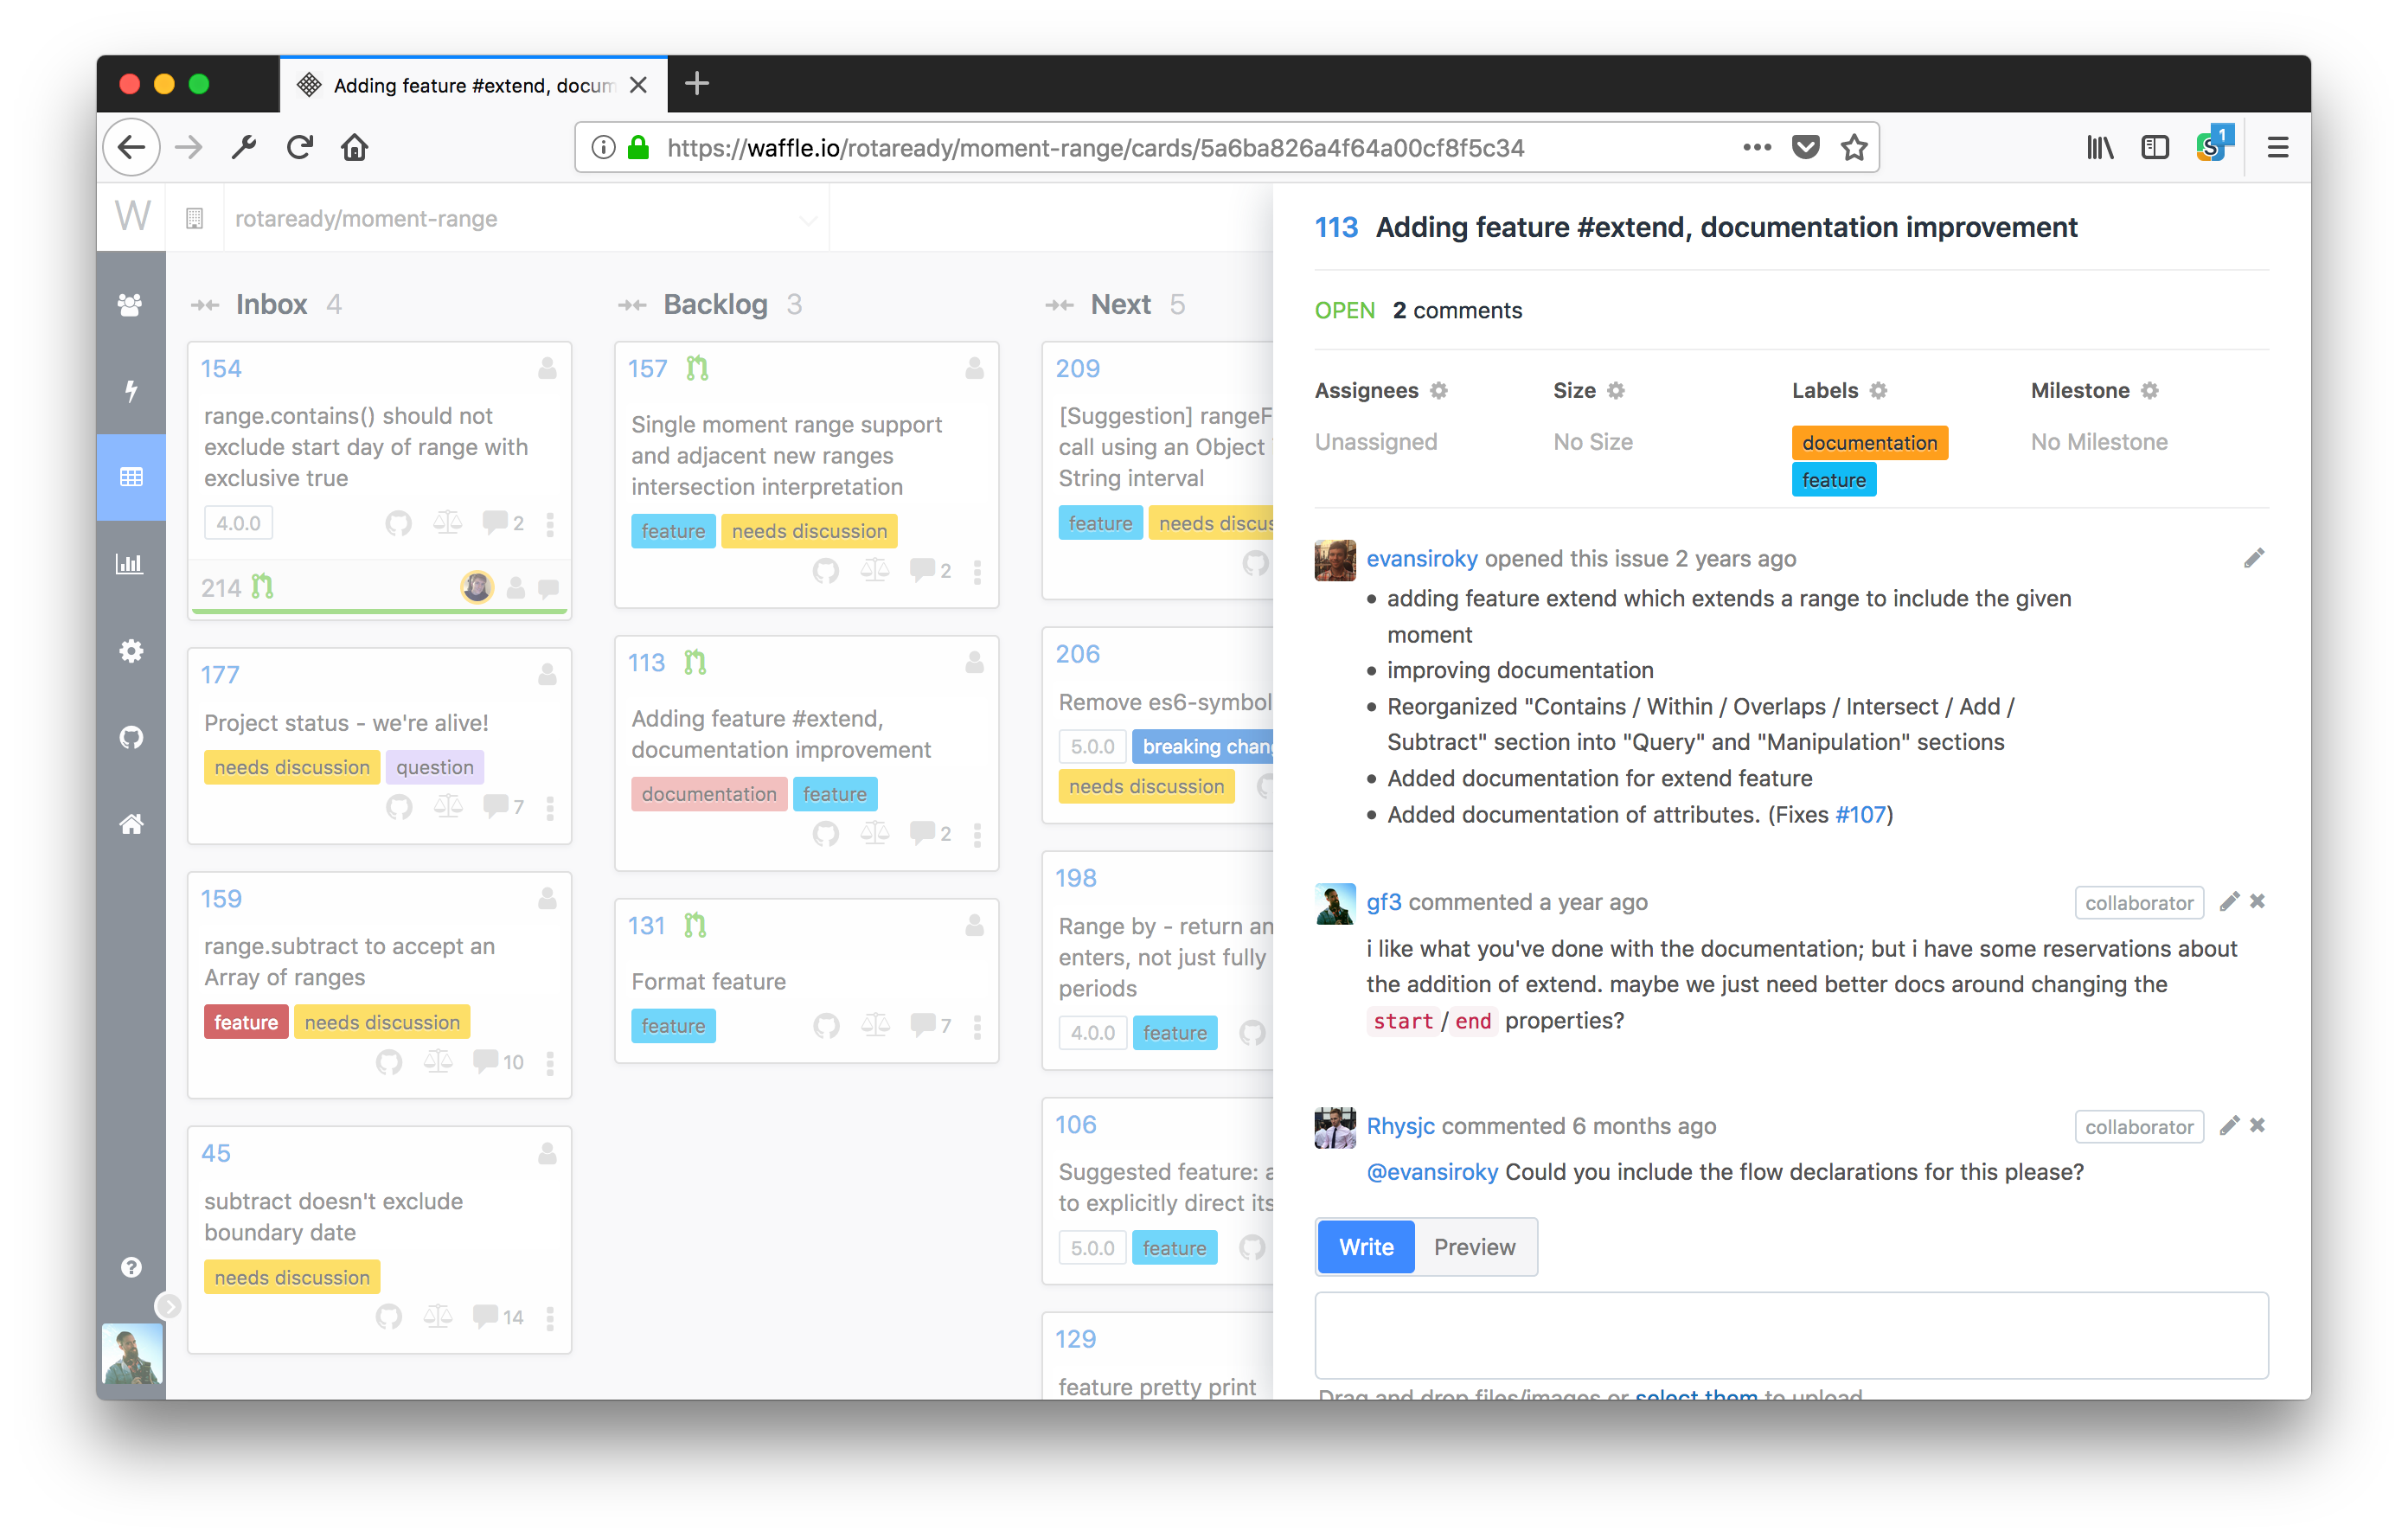 Adding feature #extend, docum
https://waffle.io/rotaready/moment-range/cards/5a6ba826a4f64a00cf8f5c34
1
S
W
rotaready/moment-range
Inbox 4
154
range.contains() should not
exclude start day of range with
exclusive true
4.0.0
2
214
177
Project status - we're alive!
needs discussion question
7
159
range.subtract to accept an
Array of ranges
feature needs discussion
10
45
subtract doesn't exclude
boundary date
needs discussion
14
Backlog 3
157
Single moment range support
and adjacent new ranges
intersection interpretation
feature needs discussion
2
113
Adding feature #extend,
documentation improvement
documentation feature
2
131
Format feature
feature
7
Next 5
209
[Suggestion] rangeF
call using an Object
String interval
feature needs discus
206
Remove es6-symbol
5.0.0 breaking chang
needs discussion
198
Range by - return an
enters, not just fully
periods
4.0.0 feature
106
Suggested feature: a
to explicitly direct its
5.0.0 feature
129
feature pretty print
113 Adding feature #extend, documentation improvement
OPEN 2 comments
Assignees Size Labels Milestone
Unassigned No Size documentation No Milestone
feature
evansiroky opened this issue 2 years ago
• adding feature extend which extends a range to include the given
moment
• improving documentation
• Reorganized "Contains / Within / Overlaps / Intersect / Add /
Subtract" section into "Query" and "Manipulation" sections
• Added documentation for extend feature
• Added documentation of attributes. (Fixes #107)
gf3 commented a year ago collaborator
i like what you've done with the documentation; but i have some reservations about
the addition of extend. maybe we just need better docs around changing the
start / end properties?
Rhysjc commented 6 months ago collaborator
@evansiroky Could you include the flow declarations for this please?
Write Preview
Drag and drop files/images or select them to upload